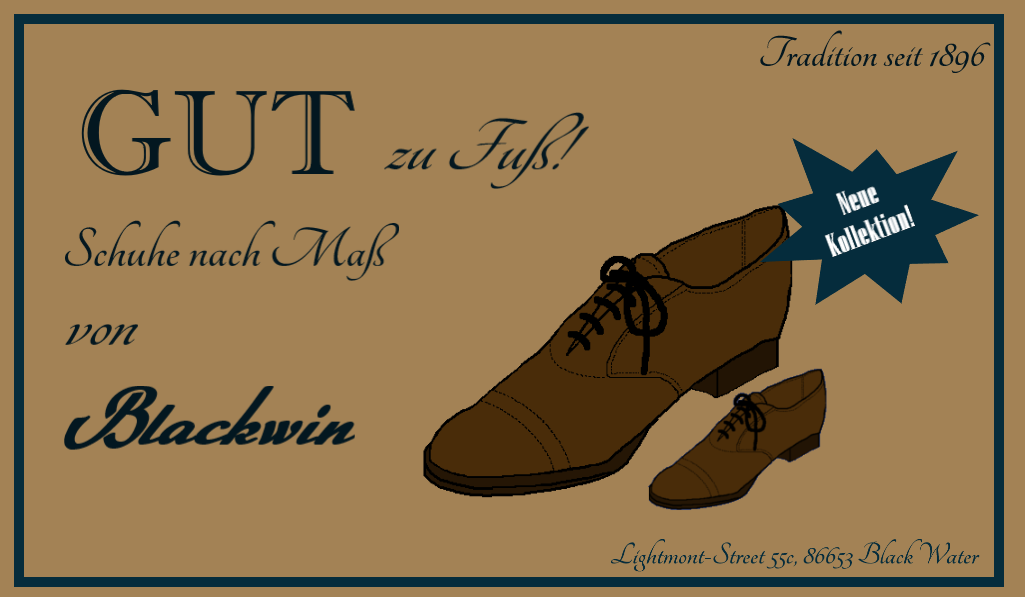 Tradition seit 1896
GUT zu Fuß!
Neue
Kollektion!
Schuhe nach Maß
von
Blackwin
Lightmont-Street 55c, 86653 Black Water